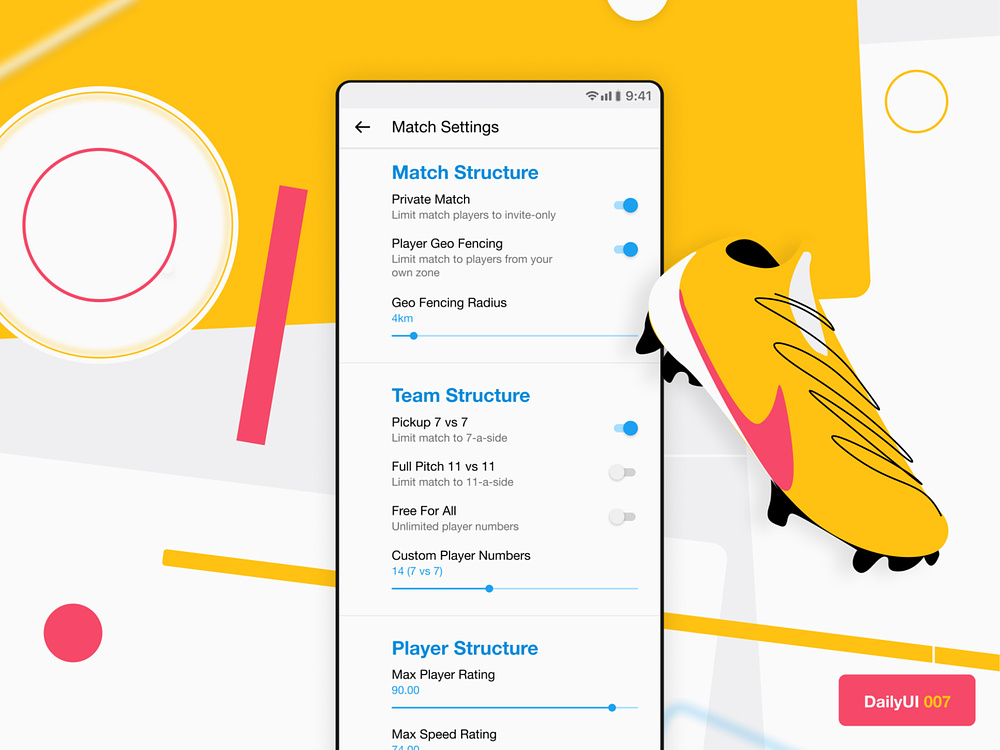 9:41
Match Settings
Match Structure
Private Match
Limit match players to invite-only
Player Geo Fencing
Limit match to players from your
own zone
Geo Fencing Radius
4km
Team Structure
Pickup 7 vs 7
Limit match to 7-a-side
Full Pitch 11 vs 11
Limit match to 11-a-side
Free For All
Unlimited player numbers
Custom Player Numbers
14 (7 vs 7)
Player Structure
Max Player Rating
90.00
Max Speed Rating
74.00
DailyUI 007